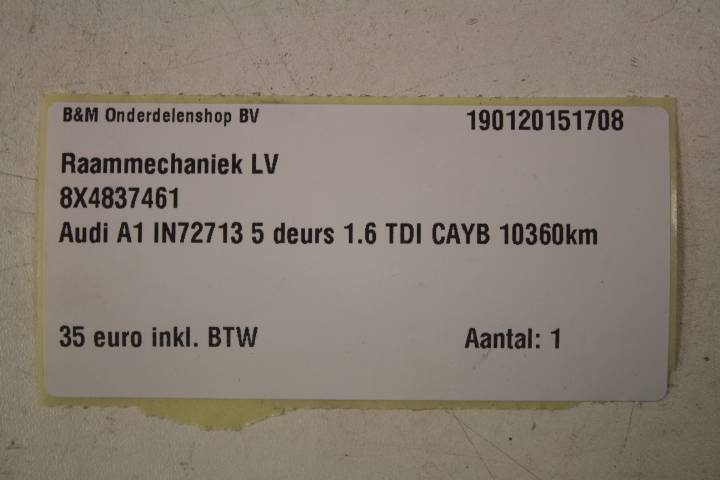 B&M Onderdelenshop BV 190120151708
Raammechaniek LV
8X4837461
Audi A1 IN72713 5 deurs 1.6 TDI CAYB 10360km
35 euro inkl. BTW Aantal: 1